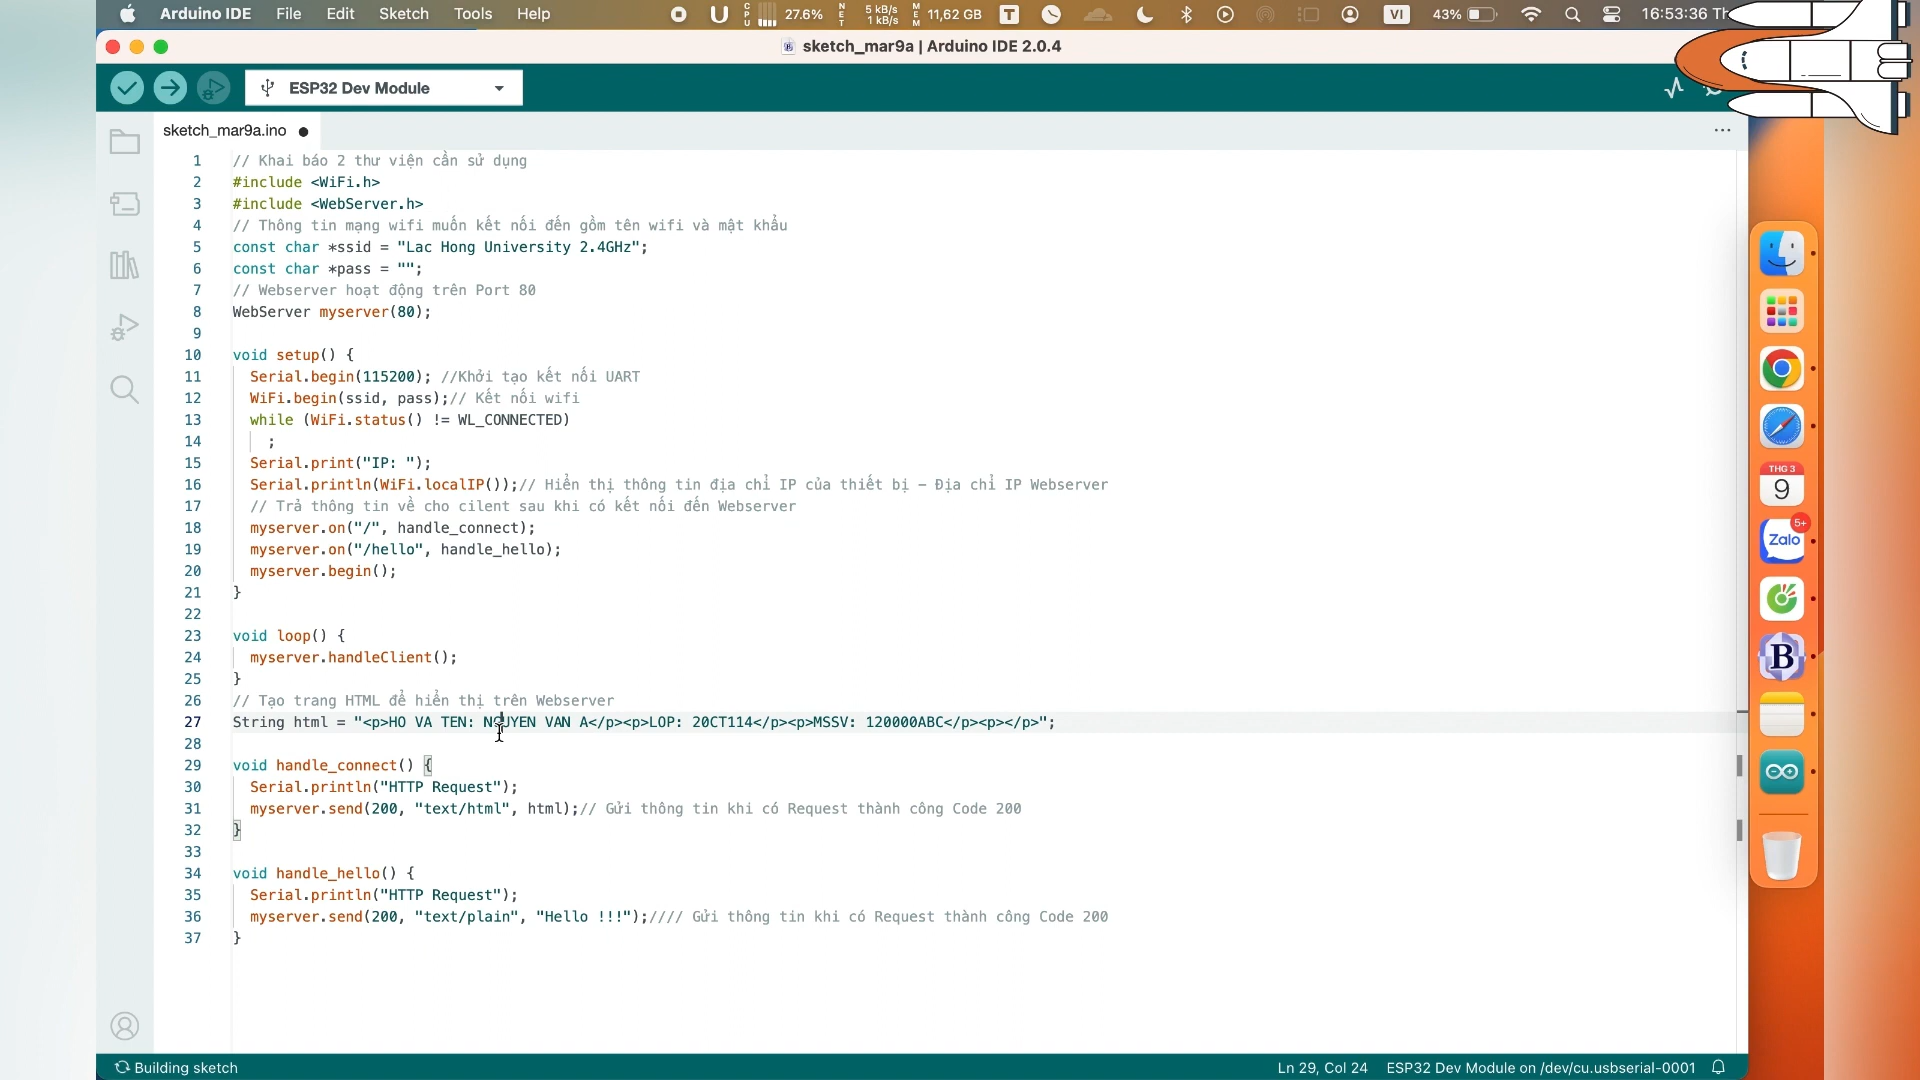 Arduino IDE File Edit Sketch Tools Help U CPU 27.6% NET 5 kB/s 1 kB/s MEM 11,62 GB T VI 43% 16:53:36 Th
sketch_mar9a | Arduino IDE 2.0.4
ESP32 Dev Module
sketch_mar9a.ino
1 // Khai báo 2 thư viện cần sử dụng
2 #include <WiFi.h>
3 #include <WebServer.h>
4 // Thông tin mạng wifi muốn kết nối đến gồm tên wifi và mật khẩu
5 const char *ssid = "Lac Hong University 2.4GHz";
6 const char *pass = "";
7 // Webserver hoạt động trên Port 80
8 WebServer myserver(80);
9
10 void setup() {
11 Serial.begin(115200); //Khởi tạo kết nối UART
12 WiFi.begin(ssid, pass);// Kết nối wifi
13 while (WiFi.status() != WL_CONNECTED)
14 ;
15 Serial.print("IP: ");
16 Serial.println(WiFi.localIP());// Hiển thị thông tin địa chỉ IP của thiết bị – Địa chỉ IP Webserver
17 // Trả thông tin về cho cilent sau khi có kết nối đến Webserver
18 myserver.on("/", handle_connect);
19 myserver.on("/hello", handle_hello);
20 myserver.begin();
21 }
22
23 void loop() {
24 myserver.handleClient();
25 }
26 // Tạo trang HTML để hiển thị trên Webserver
27 String html = "<p>HO VA TEN: NGUYEN VAN A</p><p>LOP: 20CT114</p><p>MSSV: 120000ABC</p><p></p>";
28
29 void handle_connect() {
30 Serial.println("HTTP Request");
31 myserver.send(200, "text/html", html);// Gửi thông tin khi có Request thành công Code 200
32 }
33
34 void handle_hello() {
35 Serial.println("HTTP Request");
36 myserver.send(200, "text/plain", "Hello !!!");//// Gửi thông tin khi có Request thành công Code 200
37 }
THG 3
9
5+
Zalo
B
Building sketch
Ln 29, Col 24 ESP32 Dev Module on /dev/cu.usbserial-0001